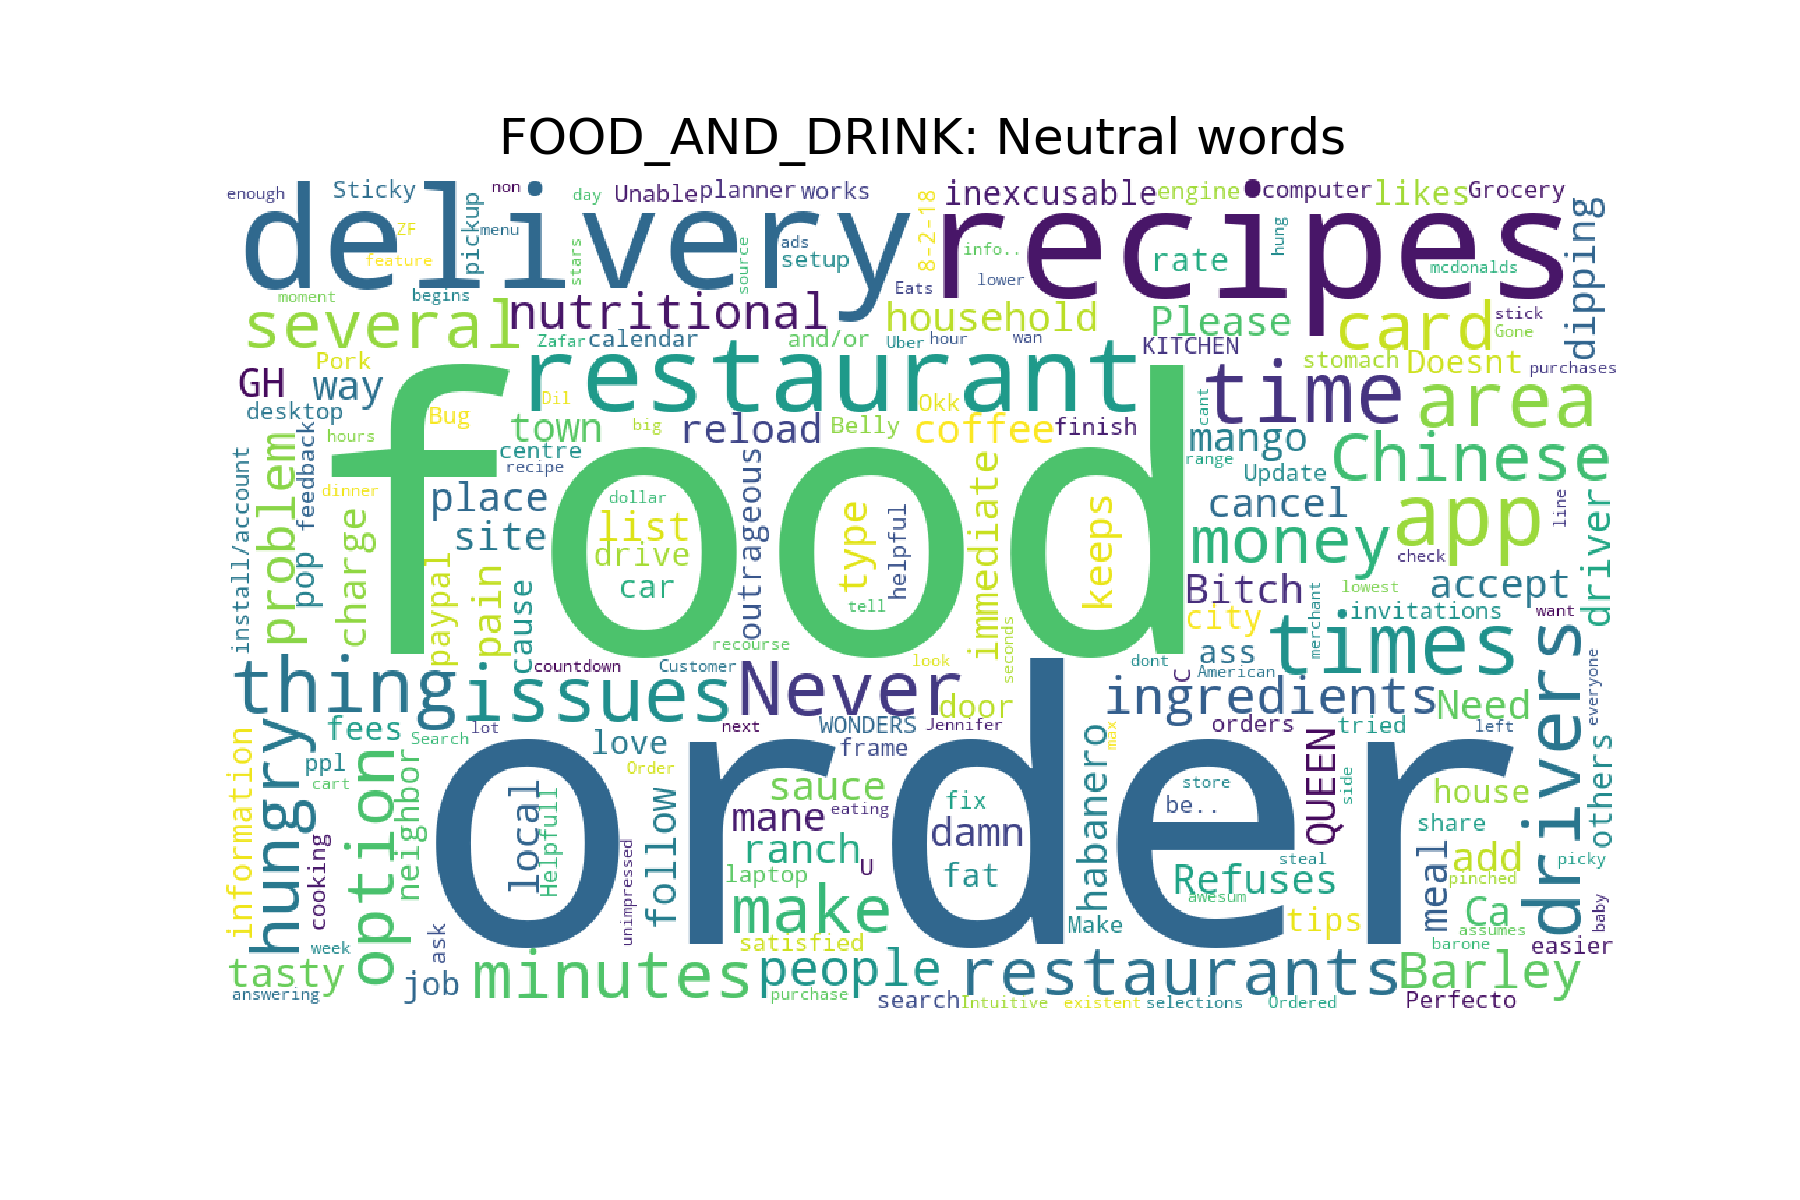 FOOD_AND_DRINK: Neutral words
enough
Sticky
non
day
Unable
planner
works
8-2-18
inexcusable
engine
computer
likes
Grocery
delivery
recipes
dipping
ZF
feature
pickup
menu
stars
source
ads
setup
info..
lower
Eats
rate
hung
mcdonalds
moment
begins
several
nutritional
household
Please
card
stick
Gone
Zafar
calendar
and/or
Uber
hour
wan
KITCHEN
stomach
Doesnt
purchases
Pork
GH
way
restaurant
time
area
desktop
Bug
Dil
town
big
reload
Belly
Okk
coffee
finish
cant
mango
Chinese
hours
feedback
centre
recipe
range
Update
install/account
problem
dinner
pop
charge
place
site
food
dollar
list
drive
car
outrageous
type
helpful
tell
immediate
keeps
cancel
money
app
line
check
driver
paypal
pain
cause
Bitch
merchant
lowest
accept
city
invitations
want
recourse
seconds
times
thing
countdown
issues
Customer
Never
look
dont
ass
C
American
everyone
drivers
door
ingredients
Need
fees
Search
lot
love
next
WONDERS
Jennifer
frame
max
orders
tried
left
information
hungry
ppl
cart
option
neighbor
Order
order
local
Helpfull
sauce
eating
mane
fix
damn
habanero
store
be..
QUEEN
side
house
share
others
cooking
unimpressed
follow
ranch
U
laptop
fat
steal
Refuses
awesum
meal
add
pinched
picky
make
Make
tips
Ca
assumes
baby
week
ask
satisfied
barone
easier
tasty
job
minutes
people
restaurants
Barley
answering
purchase
search
Intuitive
existent
selections
Ordered
Perfecto